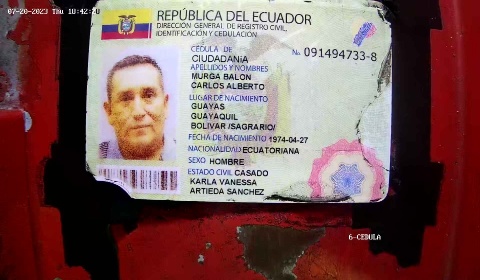 07-20-2023 Thu 18:42:20
REPÚBLICA DEL ECUADOR
DIRECCIÓN GENERAL DE REGISTRO CIVIL,
IDENTIFICACIÓN Y CEDULACIÓN
CÉDULA DE
No 091494733-8
CIUDADANÍA
APELLIDOS Y NOMBRES
MURGA BALON
CARLOS ALBERTO
LUGAR DE NACIMIENTO
GUAYAS
GUAYAQUIL
BOLIVAR /SAGRARIO/
FECHA DE NACIMIENTO 1974-04-27
NACIONALIDAD ECUATORIANA
SEXO HOMBRE
ESTADO CIVIL CASADO
KARLA VANESSA
ARTIEDA SANCHEZ
6-CEDULA